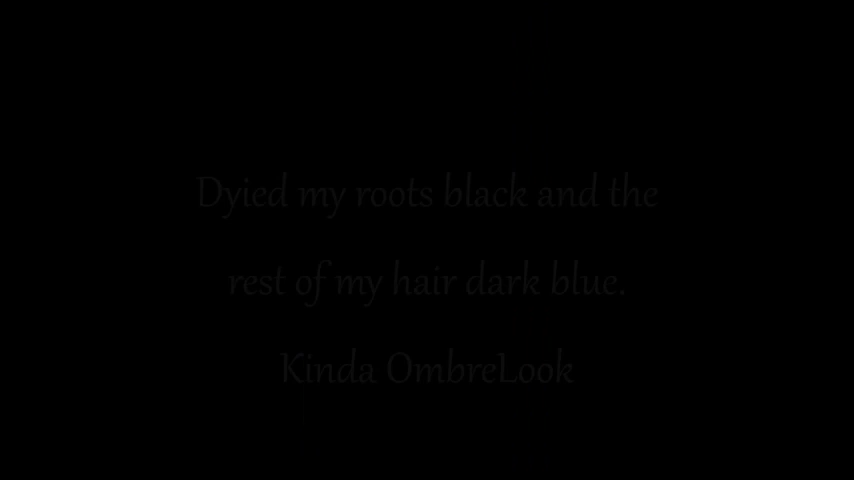 Dyied my roots black and the
rest of my hair dark blue.
Kinda OmbreLook